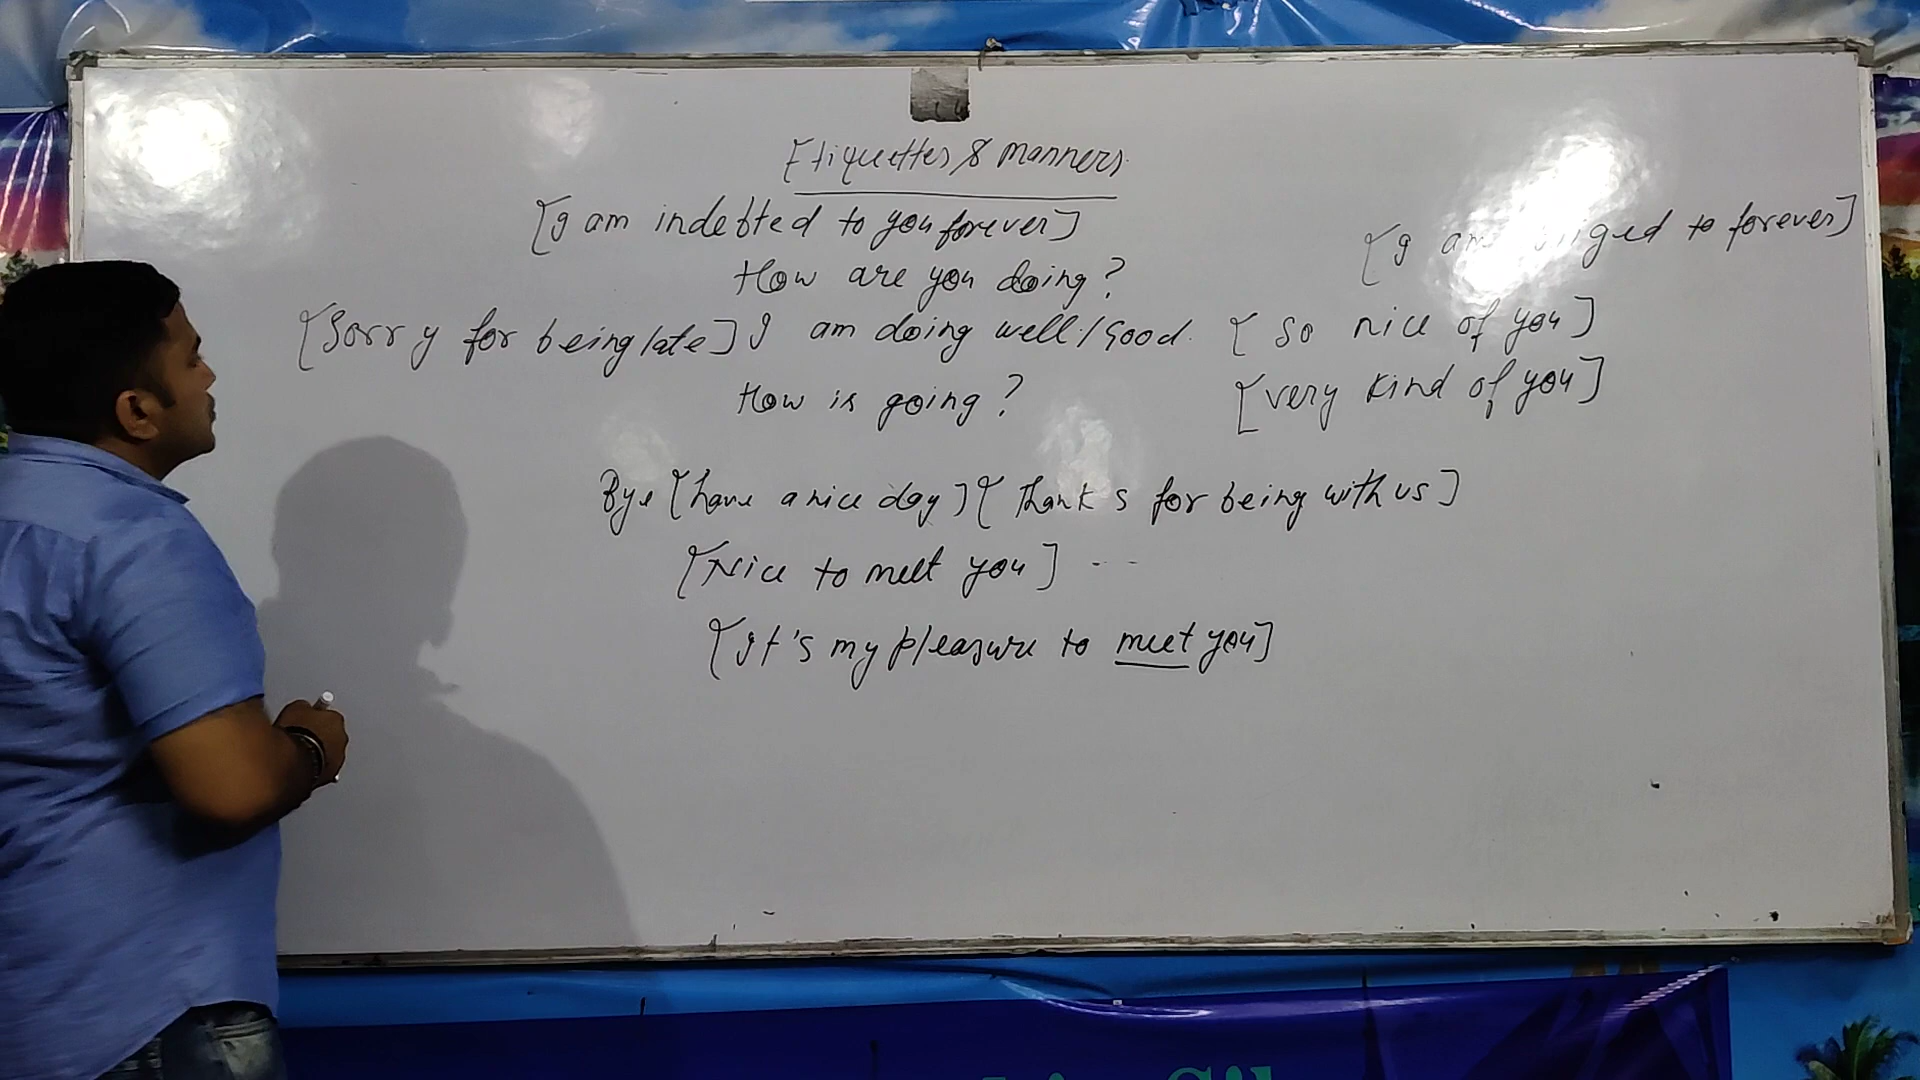 Etiquettes & manners.
[I am indebted to you forever] [I am to forever]
How are you doing?
[Sorry for being late] I am doing well/Good. [So nice of you]
How is going? [very kind of you]
Bye [have a nice day] [Thanks for being with us]
[Nice to meet you] ---
[It's my pleasure to meet you]